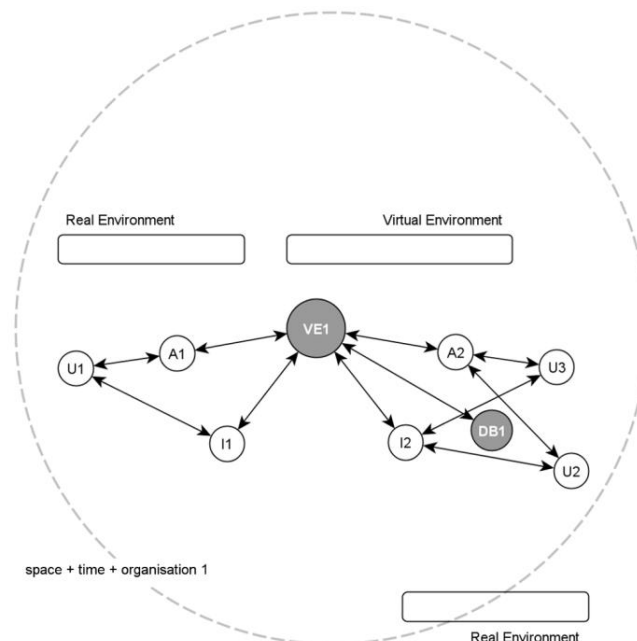 Real Environment
Virtual Environment
VE1
A1
A2
U1
U3
I1
I2
DB1
U2
space + time + organisation 1
Real Environment